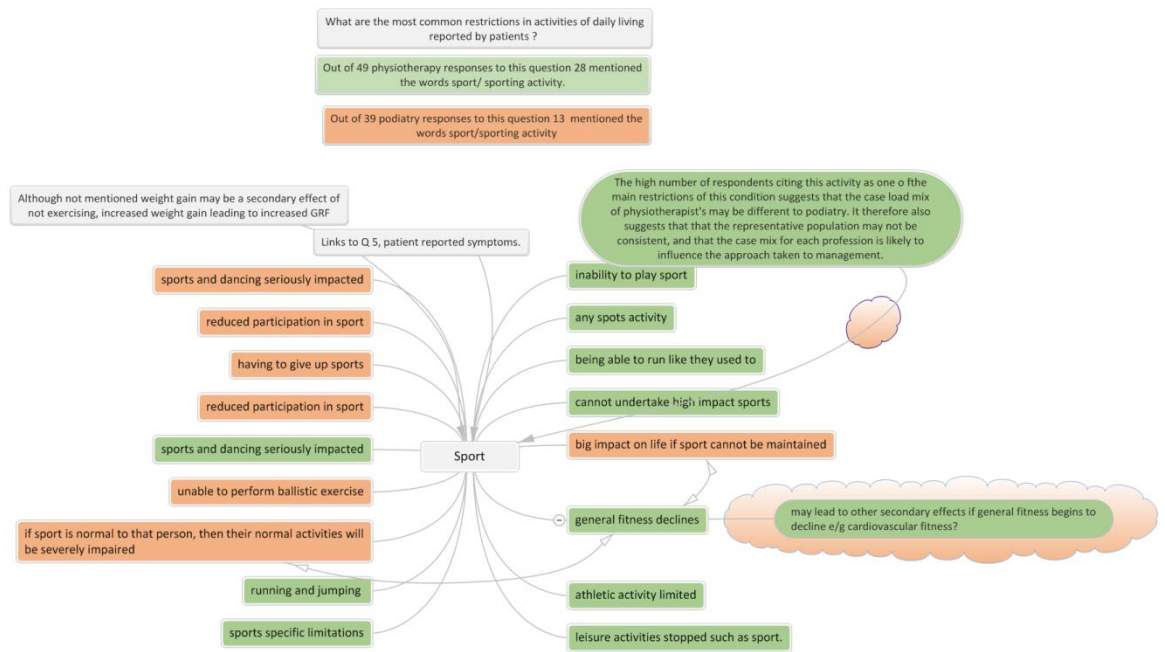 What are the most common restrictions in activities of daily living
reported by patients ?
Out of 49 physiotherapy responses to this question 28 mentioned
the words sport/ sporting activity.
Out of 39 podiatry responses to this question 13  mentioned the
words sport/sporting activity
Although not mentioned weight gain may be a secondary effect of
not exercising, increased weight gain leading to increased GRF
Links to Q 5, patient reported symptoms.
The high number of respondents citing this activity as one o fthe
main restrictions of this condition suggests that the case load mix
of physiotherapist's may be different to podiatry. It therefore also
suggests that that the representative population may not be
consistent, and that the case mix for each profession is likely to
influence the approach taken to management.
sports and dancing seriously impacted
reduced participation in sport
having to give up sports
reduced participation in sport
sports and dancing seriously impacted
unable to perform ballistic exercise
if sport is normal to that person, then their normal activities will
be severely impaired
running and jumping
sports specific limitations
Sport
inability to play sport
any spots activity
being able to run like they used to
cannot undertake high impact sports
big impact on life if sport cannot be maintained
general fitness declines
may lead to other secondary effects if general fitness begins to
decline e/g cardiovascular fitness?
athletic activity limited
leisure activities stopped such as sport.